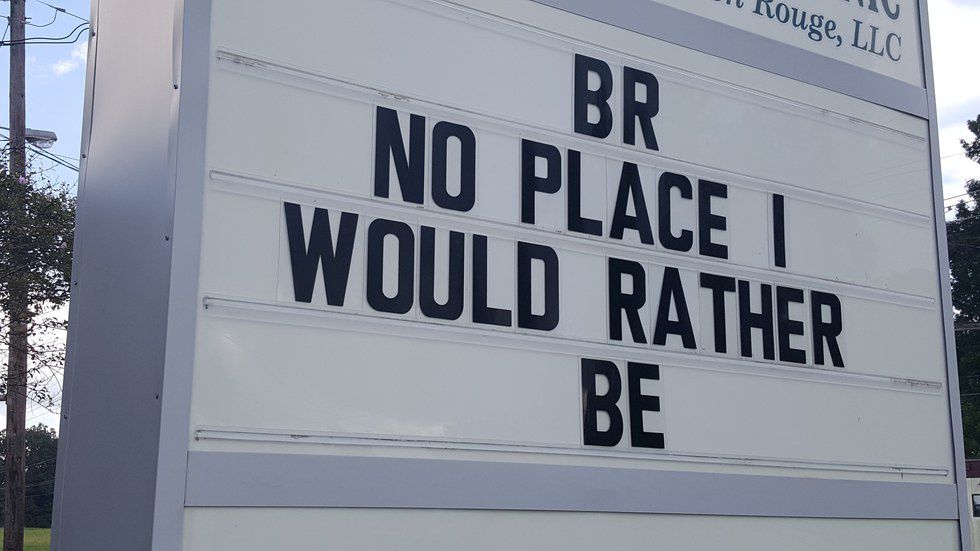 Rouge, LLC
BR
NO PLACE I
WOULD RATHER
BE